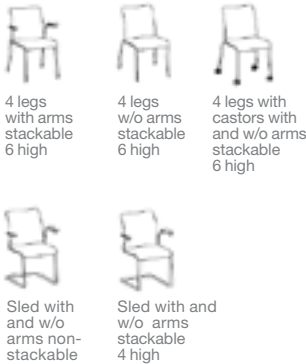 4 legs
with arms
stackable
6 high
4 legs
w/o arms
stackable
6 high
4 legs with
castors with
and w/o arms
stackable
6 high
Sled with
and w/o
arms non-
stackable
Sled with and
w/o arms
stackable
4 high